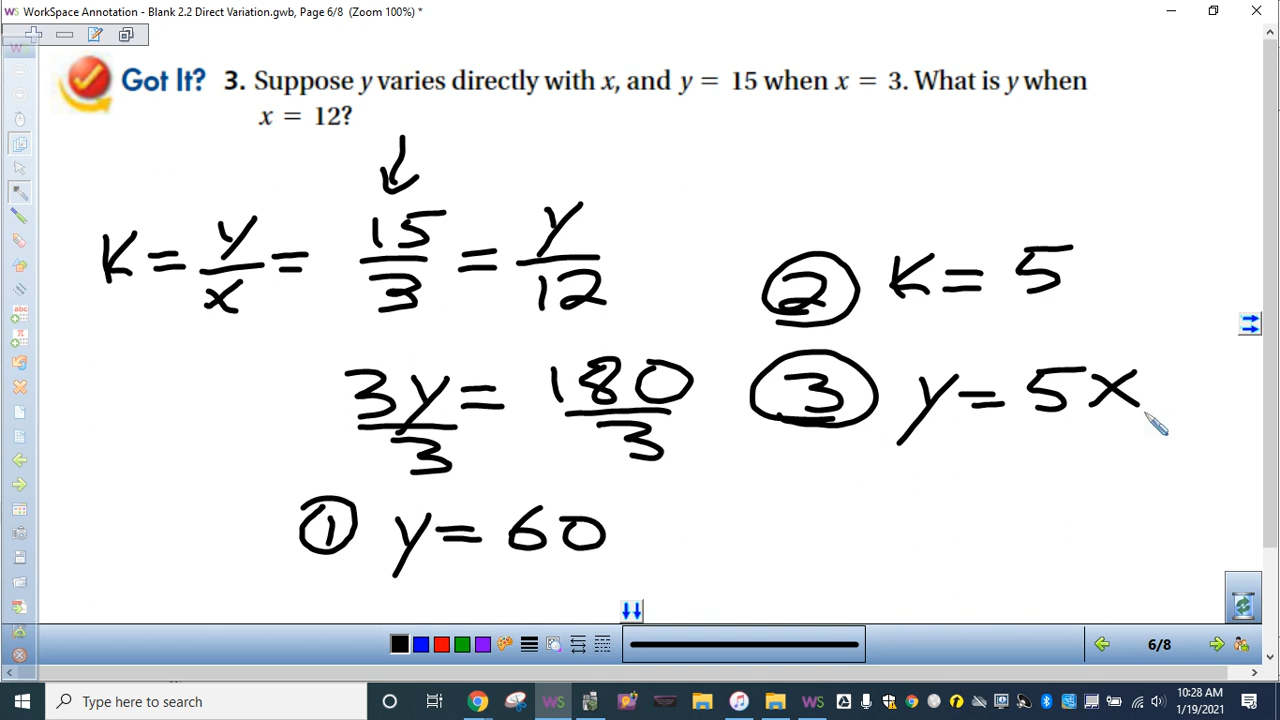 WorkSpace Annotation - Blank 2.2 Direct Variation.gwb, Page 6/8 (Zoom 100%) *
Got It? 3. Suppose y varies directly with x, and y = 15 when x = 3. What is y when
x = 12?
K = y/x = 15/3 = y/12
② K = 5
3y/3 = 180/3
③ y = 5x
① y = 60
6/8
Type here to search
WS
10:28 AM
1/19/2021